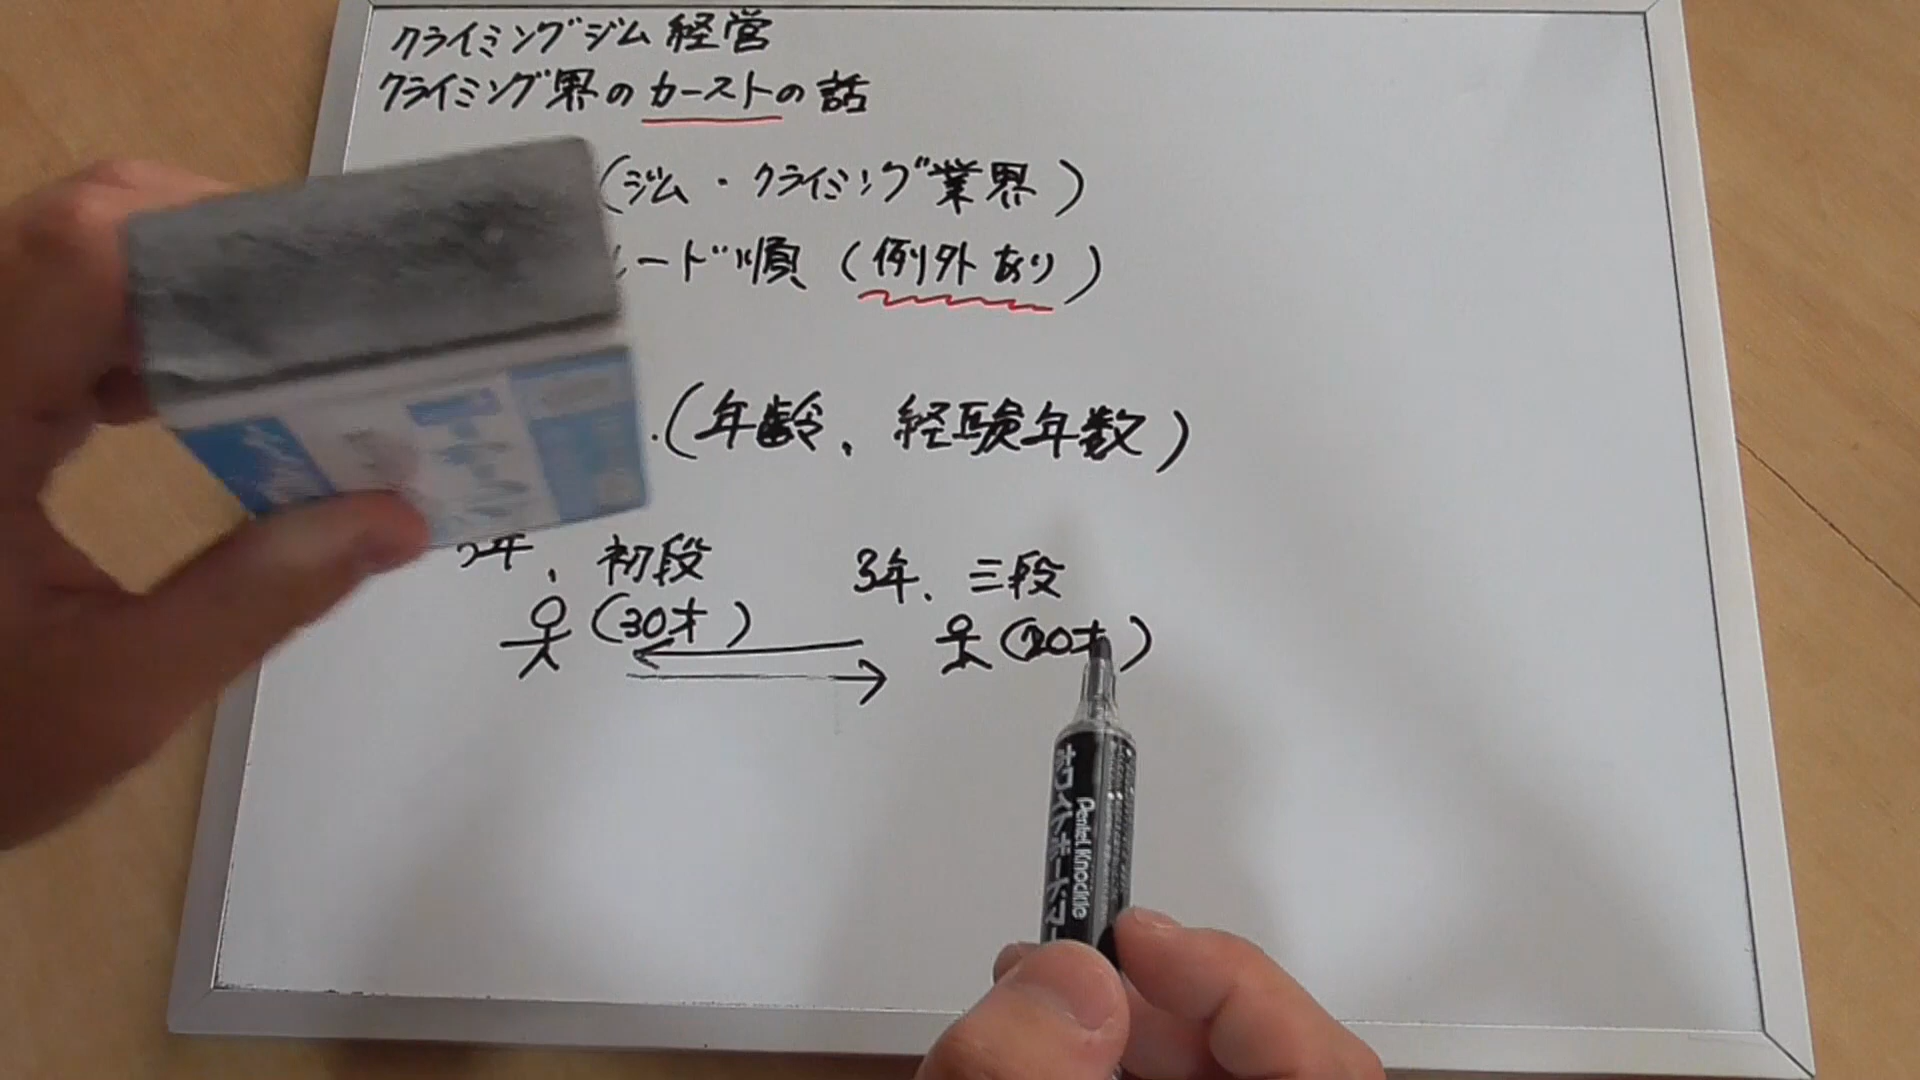 クライミングジム経営
クライミング界のカーストの話
(ジム・クライミング業界)
ード順 (例外あり)
(年齢、経験年数)
年、初段
3年、三段
(30才)
(20才)
Pentel Knockle